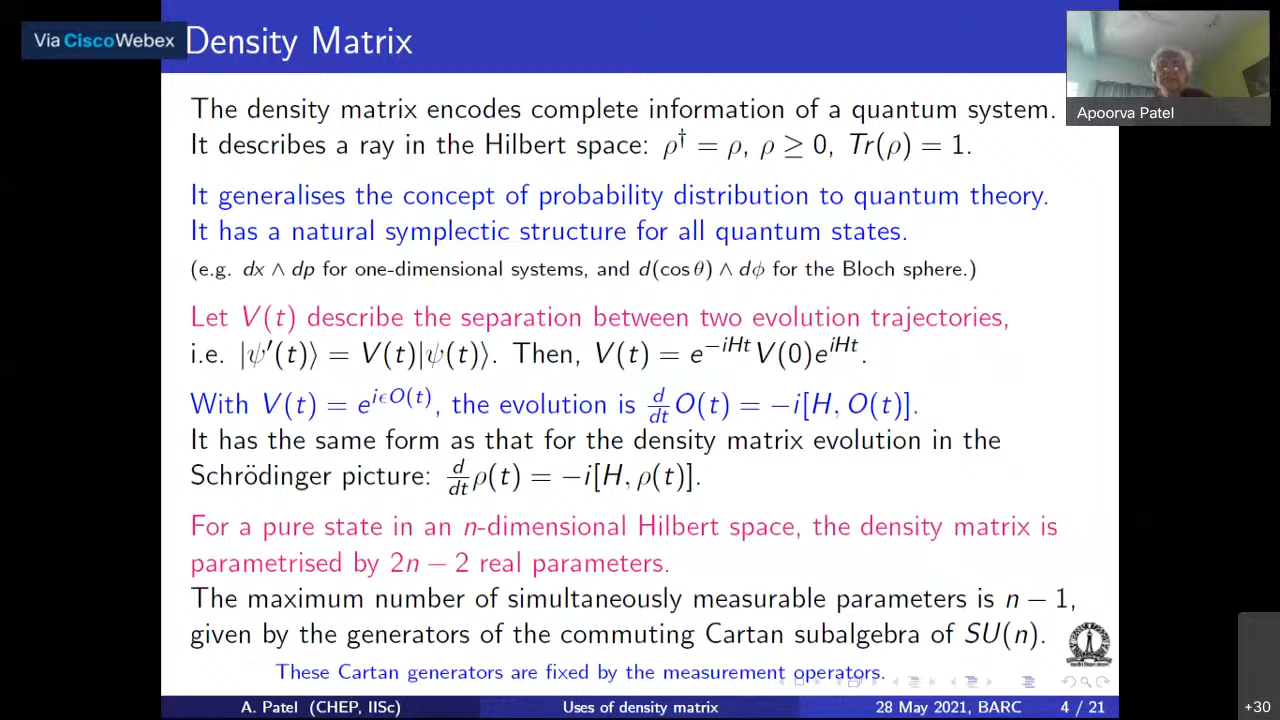 Via CiscoWebex
Density Matrix
Apoorva Patel
The density matrix encodes complete information of a quantum system.
It describes a ray in the Hilbert space: ρ† = ρ, ρ ≥ 0, Tr(ρ) = 1.
It generalises the concept of probability distribution to quantum theory.
It has a natural symplectic structure for all quantum states.
(e.g. dx ∧ dp for one-dimensional systems, and d(cos θ) ∧ dϕ for the Bloch sphere.)
Let V(t) describe the separation between two evolution trajectories,
i.e. |ψ′(t)⟩ = V(t)|ψ(t)⟩. Then, V(t) = e^{−iHt}V(0)e^{iHt}.
With V(t) = e^{iϵO(t)}, the evolution is d/dt O(t) = −i[H, O(t)].
It has the same form as that for the density matrix evolution in the
Schrödinger picture: d/dt ρ(t) = −i[H, ρ(t)].
For a pure state in an n-dimensional Hilbert space, the density matrix is
parametrised by 2n − 2 real parameters.
The maximum number of simultaneously measurable parameters is n − 1,
given by the generators of the commuting Cartan subalgebra of SU(n).
These Cartan generators are fixed by the measurement operators.
A. Patel (CHEP, IISc)
Uses of density matrix
28 May 2021, BARC
4 / 21
+30